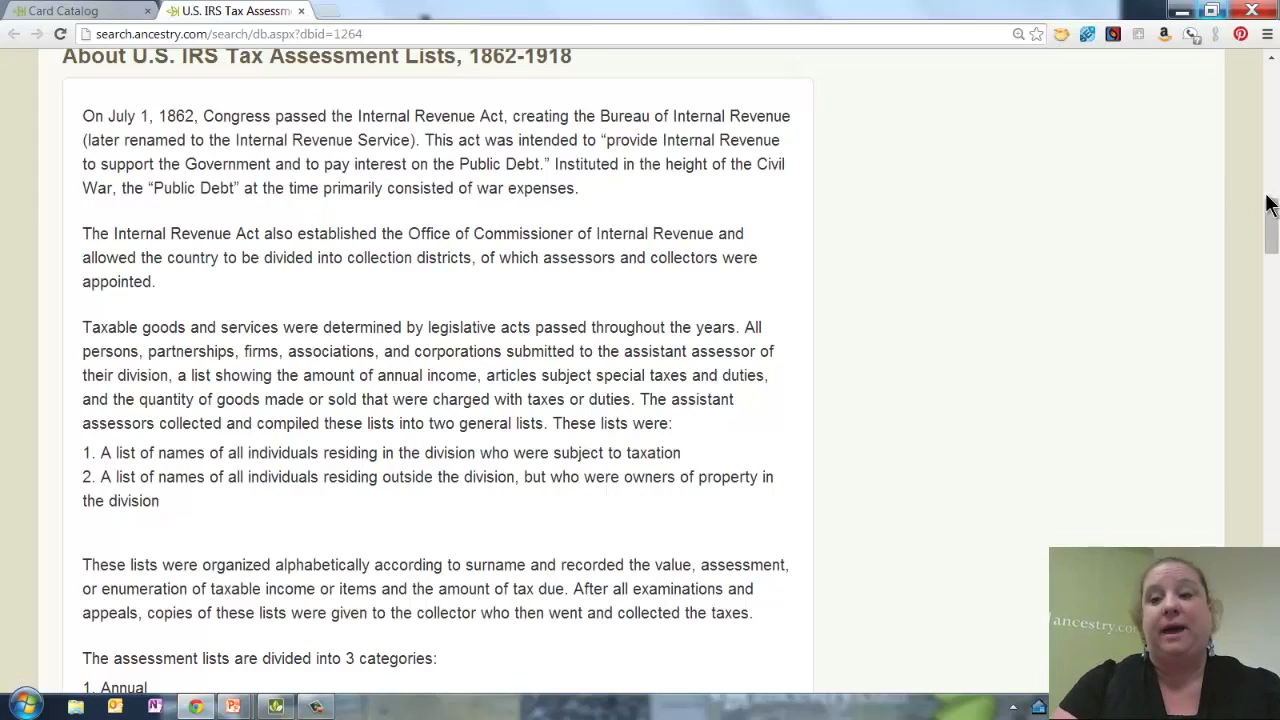 Card Catalog
U.S. IRS Tax Assessm
search.ancestry.com/search/db.aspx?dbid=1264
About U.S. IRS Tax Assessment Lists, 1862-1918
On July 1, 1862, Congress passed the Internal Revenue Act, creating the Bureau of Internal Revenue
(later renamed to the Internal Revenue Service). This act was intended to “provide Internal Revenue
to support the Government and to pay interest on the Public Debt.” Instituted in the height of the Civil
War, the “Public Debt” at the time primarily consisted of war expenses.
The Internal Revenue Act also established the Office of Commissioner of Internal Revenue and
allowed the country to be divided into collection districts, of which assessors and collectors were
appointed.
Taxable goods and services were determined by legislative acts passed throughout the years. All
persons, partnerships, firms, associations, and corporations submitted to the assistant assessor of
their division, a list showing the amount of annual income, articles subject special taxes and duties,
and the quantity of goods made or sold that were charged with taxes or duties. The assistant
assessors collected and compiled these lists into two general lists. These lists were:
1. A list of names of all individuals residing in the division who were subject to taxation
2. A list of names of all individuals residing outside the division, but who were owners of property in
the division
These lists were organized alphabetically according to surname and recorded the value, assessment,
or enumeration of taxable income or items and the amount of tax due. After all examinations and
appeals, copies of these lists were given to the collector who then went and collected the taxes.
The assessment lists are divided into 3 categories:
1. Annual
ancestry.co